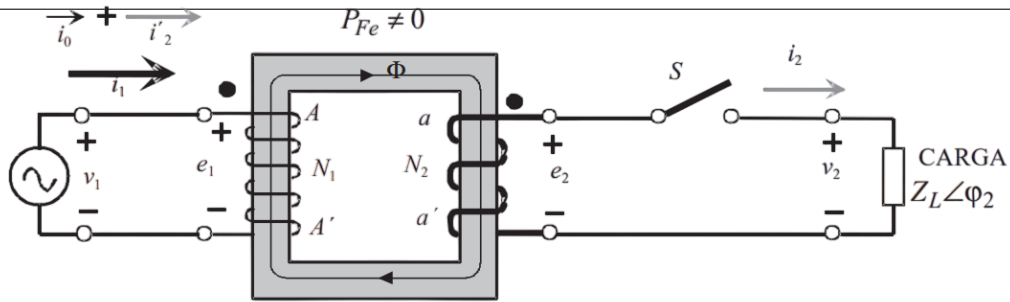 i₀ + i´₂
P_Fe ≠ 0
i₁
Φ
S
i₂
A
a
+
+
+
+
v₁
e₁
N₁
N₂
e₂
v₂
CARGA
Z_L∠φ₂
−
−
A´
a´
−
−